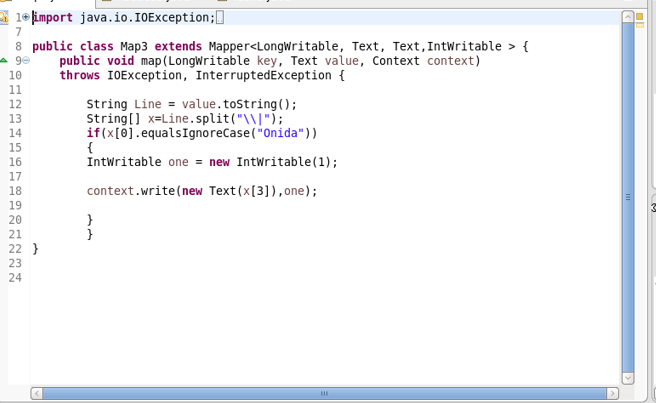 1 import java.io.IOException;
7
8 public class Map3 extends Mapper<LongWritable, Text, Text,IntWritable > {
9 public void map(LongWritable key, Text value, Context context)
10 throws IOException, InterruptedException {
11
12 String Line = value.toString();
13 String[] x=Line.split("\\|");
14 if(x[0].equalsIgnoreCase("Onida"))
15 {
16 IntWritable one = new IntWritable(1);
17
18 context.write(new Text(x[3]),one);
19
20 }
21 }
22 }
23
24